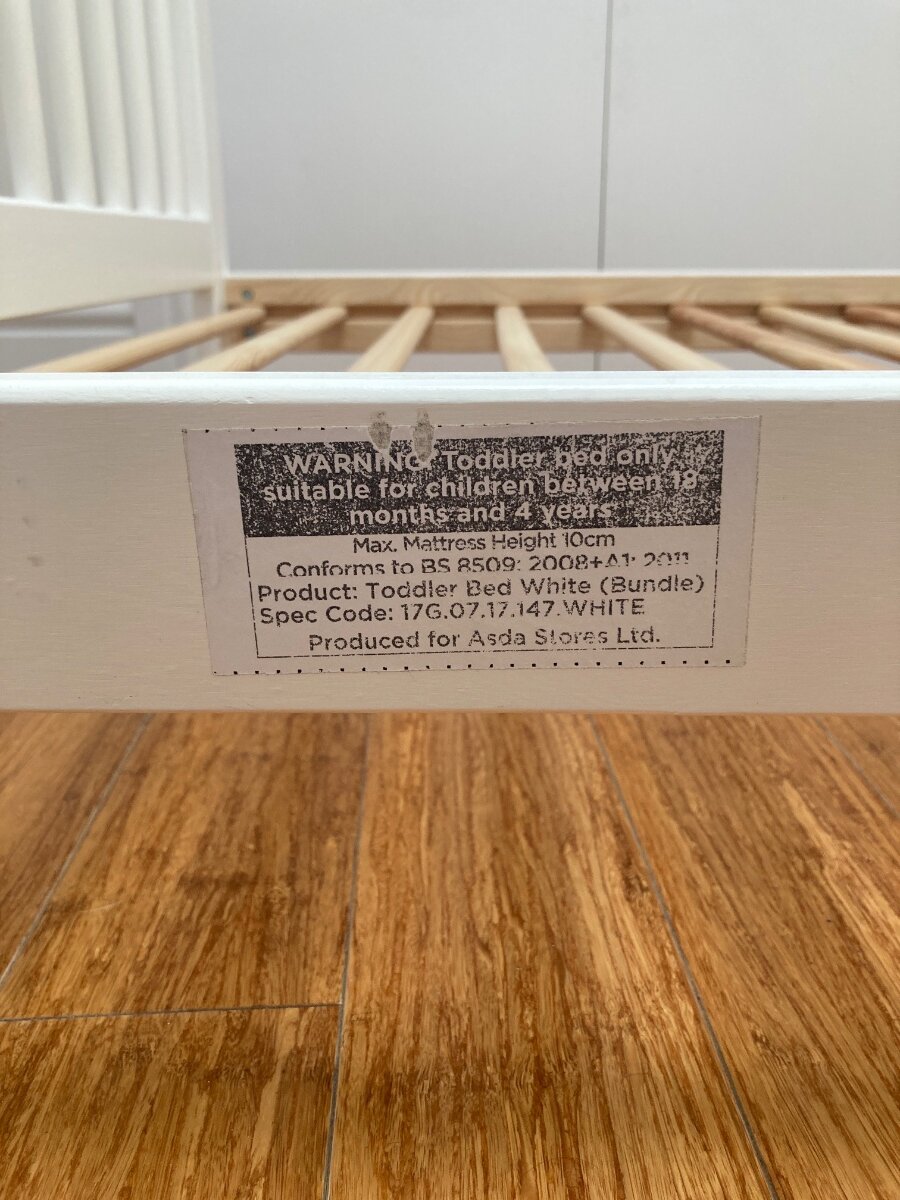 WARNING: Toddler bed only
suitable for children between 18
months and 4 years
Max. Mattress Height 10cm
Conforms to BS 8509: 2008+A1: 2011
Product: Toddler Bed White (Bundle)
Spec Code: 17G.07.17.147.WHITE
Produced for Asda Stores Ltd.